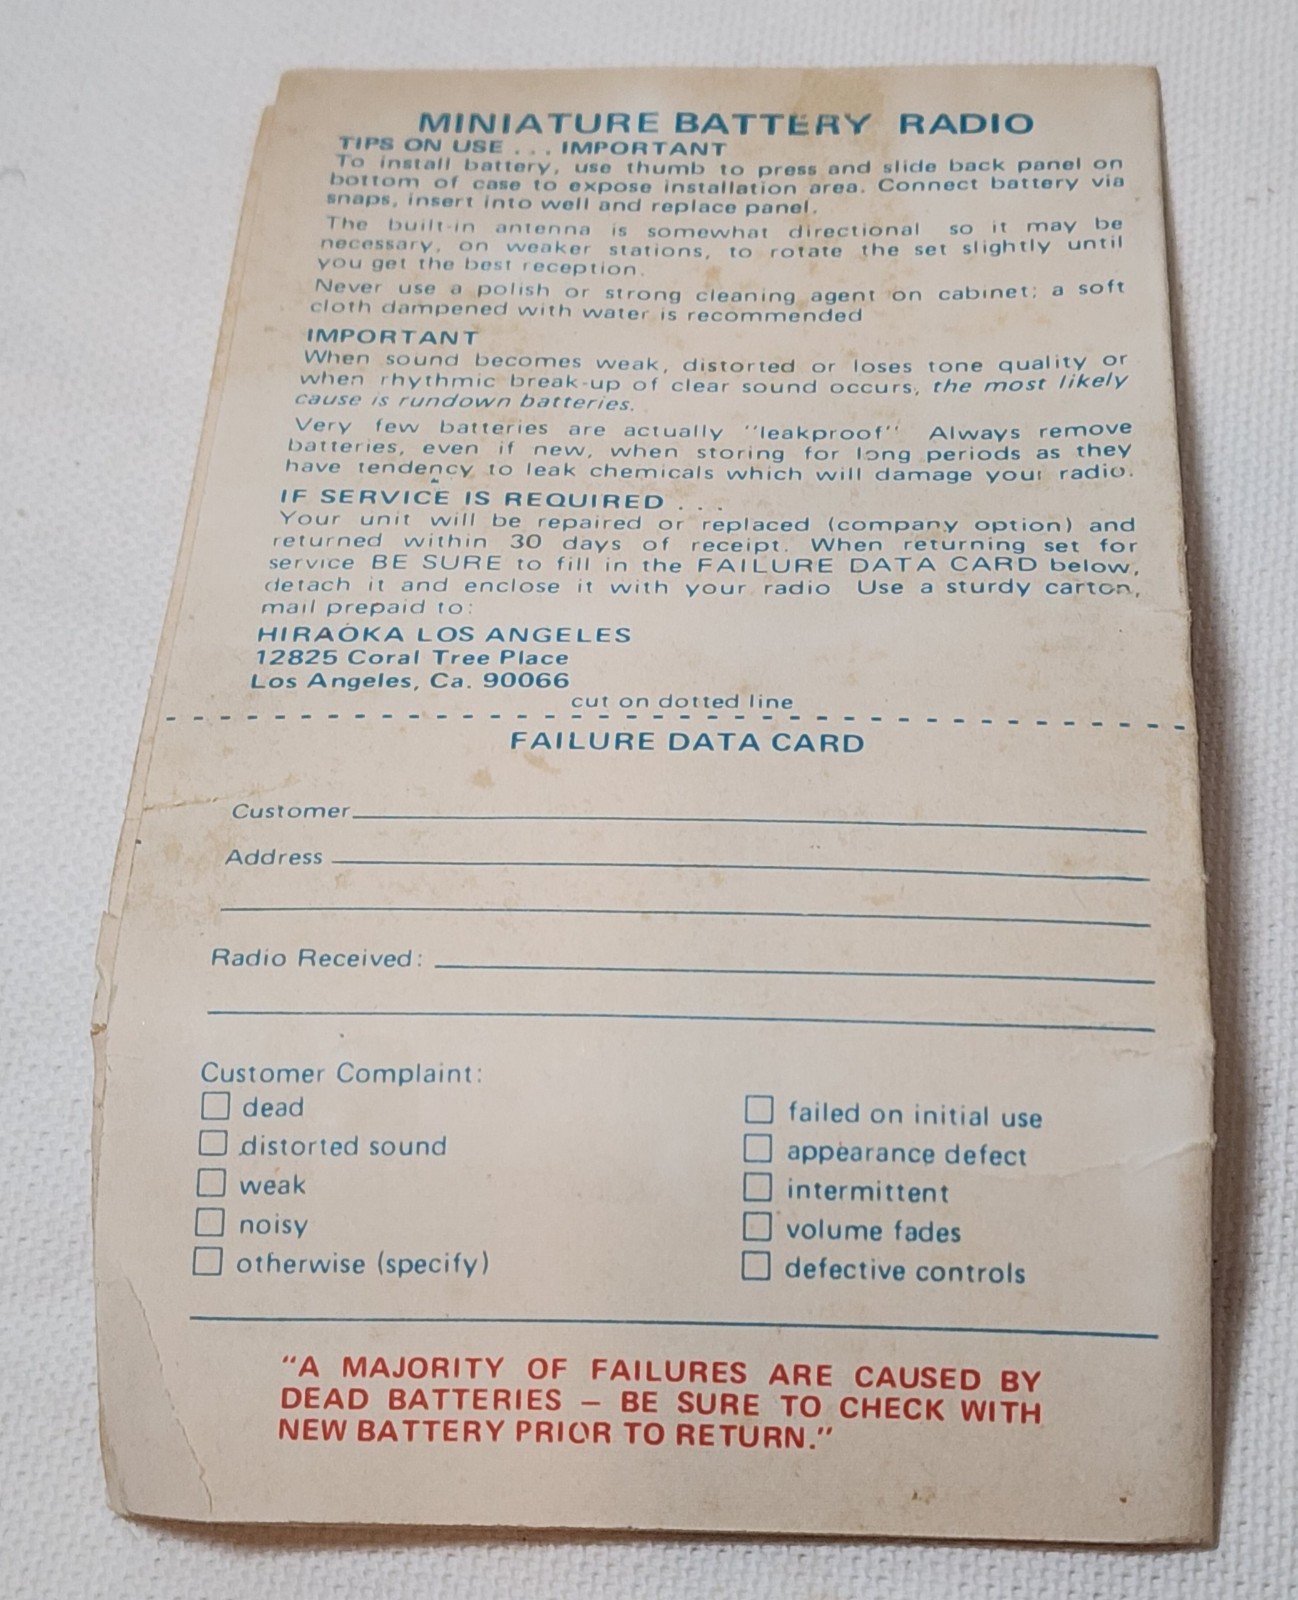 MINIATURE BATTERY RADIO
TIPS ON USE . . . IMPORTANT
To install battery, use thumb to press and slide back panel on
bottom of case to expose installation area. Connect battery via
snaps, insert into well and replace panel.
The built-in antenna is somewhat directional so it may be
necessary, on weaker stations, to rotate the set slightly until
you get the best reception.
Never use a polish or strong cleaning agent on cabinet; a soft
cloth dampened with water is recommended
IMPORTANT
When sound becomes weak, distorted or loses tone quality or
when rhythmic break-up of clear sound occurs, the most likely
cause is rundown batteries.
Very few batteries are actually "leakproof" Always remove
batteries, even if new, when storing for long periods as they
have tendency to leak chemicals which will damage your radio.
IF SERVICE IS REQUIRED . . .
Your unit will be repaired or replaced (company option) and
returned within 30 days of receipt. When returning set for
service BE SURE to fill in the FAILURE DATA CARD below,
detach it and enclose it with your radio Use a sturdy carton,
mail prepaid to:
HIRAOKA LOS ANGELES
12825 Coral Tree Place
Los Angeles, Ca. 90066
cut on dotted line
FAILURE DATA CARD
Customer
Address
Radio Received:
Customer Complaint:
dead
distorted sound
weak
noisy
otherwise (specify)
failed on initial use
appearance defect
intermittent
volume fades
defective controls
"A MAJORITY OF FAILURES ARE CAUSED BY
DEAD BATTERIES – BE SURE TO CHECK WITH
NEW BATTERY PRIOR TO RETURN."